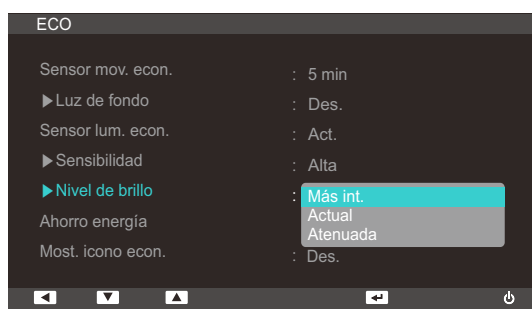 ECO
Sensor mov. econ. : 5 min
▶Luz de fondo : Des.
Sensor lum. econ. : Act.
▶Sensibilidad : Alta
▶Nivel de brillo : Más int.
Actual
Ahorro energía
Atenuada
Most. icono econ. : Des.